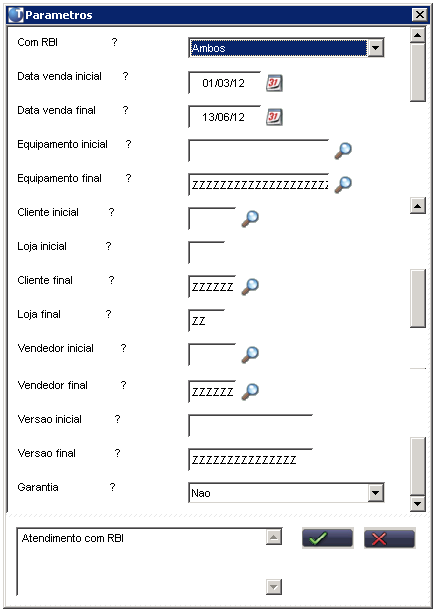 Parametros
Com RBI ? Ambos
Data venda inicial ? 01/03/12
Data venda final ? 13/06/12
Equipamento inicial ?
Equipamento final ? ZZZZZZZZZZZZZZZZZZZZ
Cliente inicial ?
Loja inicial ?
Cliente final ? ZZZZZZ
Loja final ? ZZ
Vendedor inicial ?
Vendedor final ? ZZZZZZ
Versao inicial ?
Versao final ? ZZZZZZZZZZZZZZZ
Garantia ? Nao
Atendimento com RBI